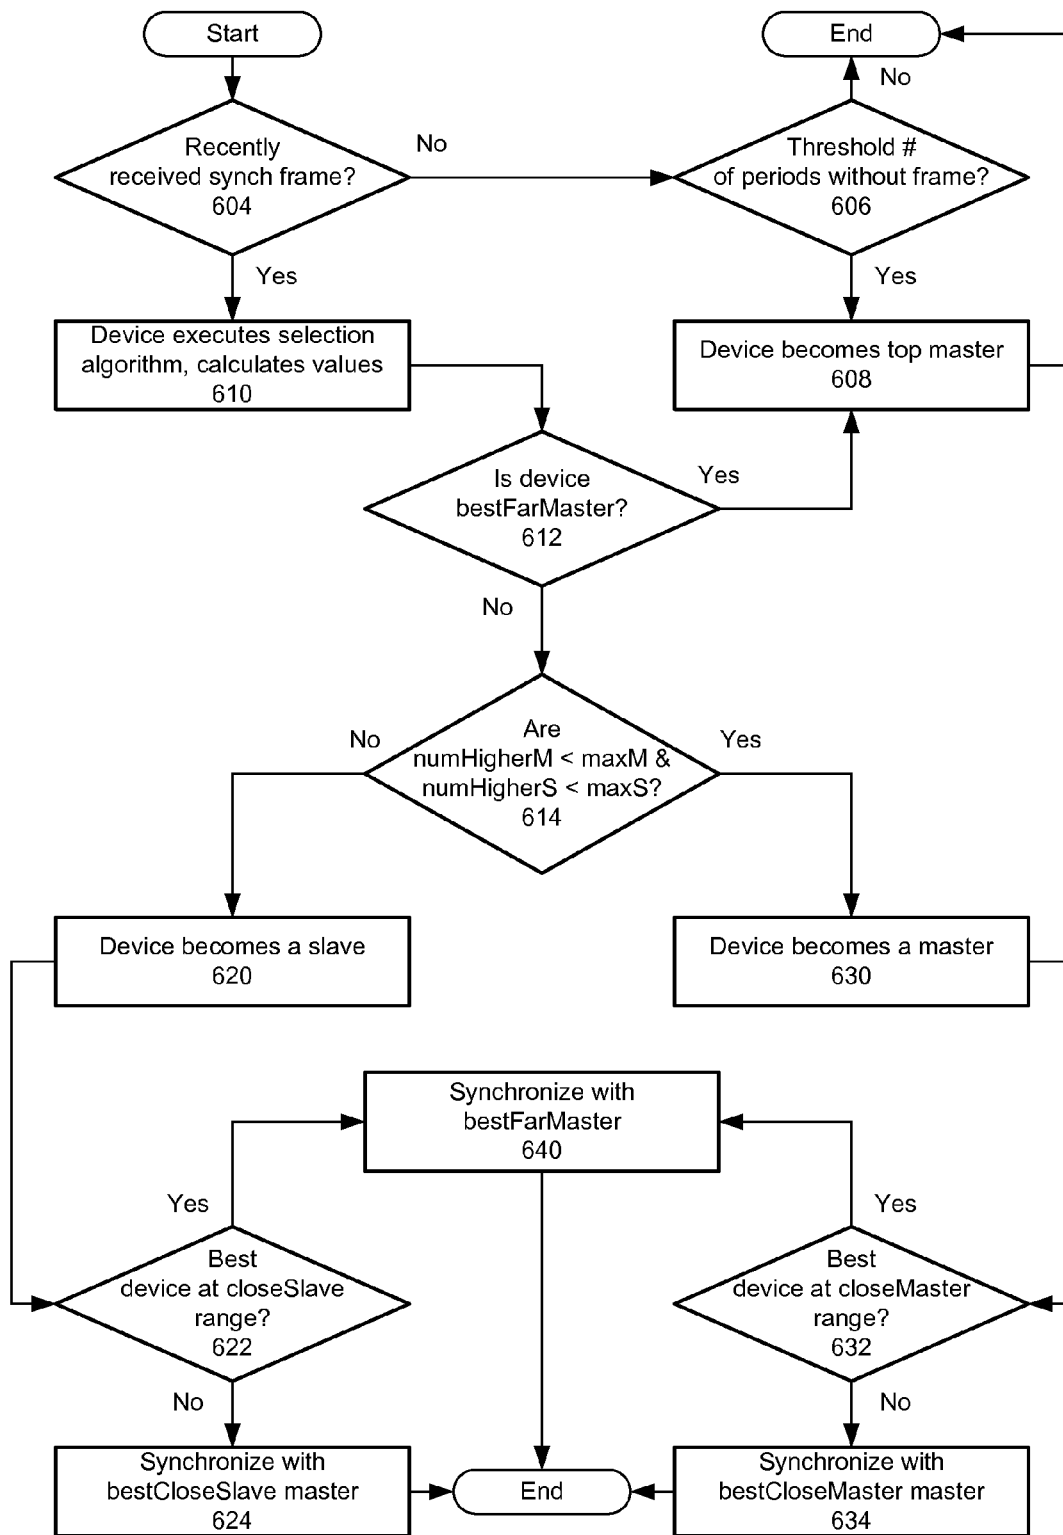 Start
End
No
Recently
received synch frame?
604
No
Threshold #
of periods without frame?
606
Yes
Yes
Device executes selection
algorithm, calculates values
610
Device becomes top master
608
Is device
bestFarMaster?
612
Yes
No
Are
numHigherM < maxM &
numHigherS < maxS?
614
No
Yes
Device becomes a slave
620
Device becomes a master
630
Synchronize with
bestFarMaster
640
Yes
Yes
Best
device at closeSlave
range?
622
Best
device at closeMaster
range?
632
No
No
Synchronize with
bestCloseSlave master
624
End
Synchronize with
bestCloseMaster master
634